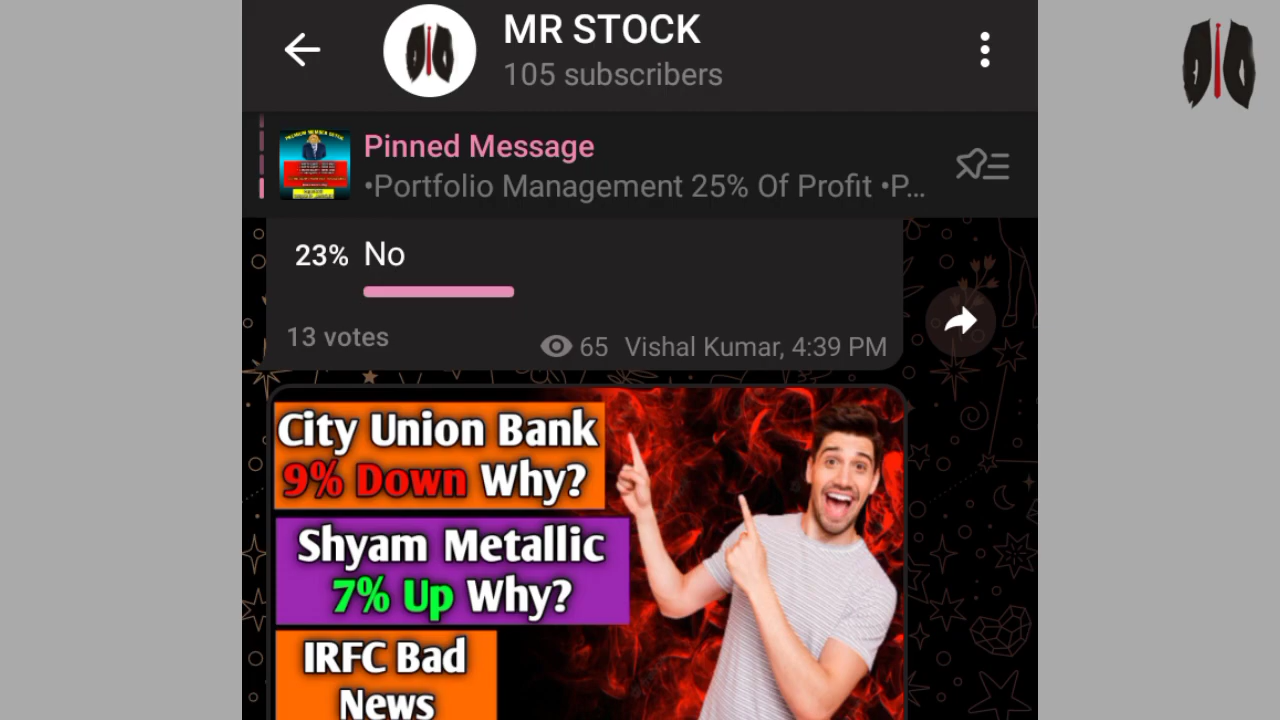 MR STOCK
105 subscribers
Pinned Message
•Portfolio Management 25% Of Profit •P...
23% No
13 votes
65 Vishal Kumar, 4:39 PM
City Union Bank
9% Down Why?
Shyam Metallic
7% Up Why?
IRFC Bad
News